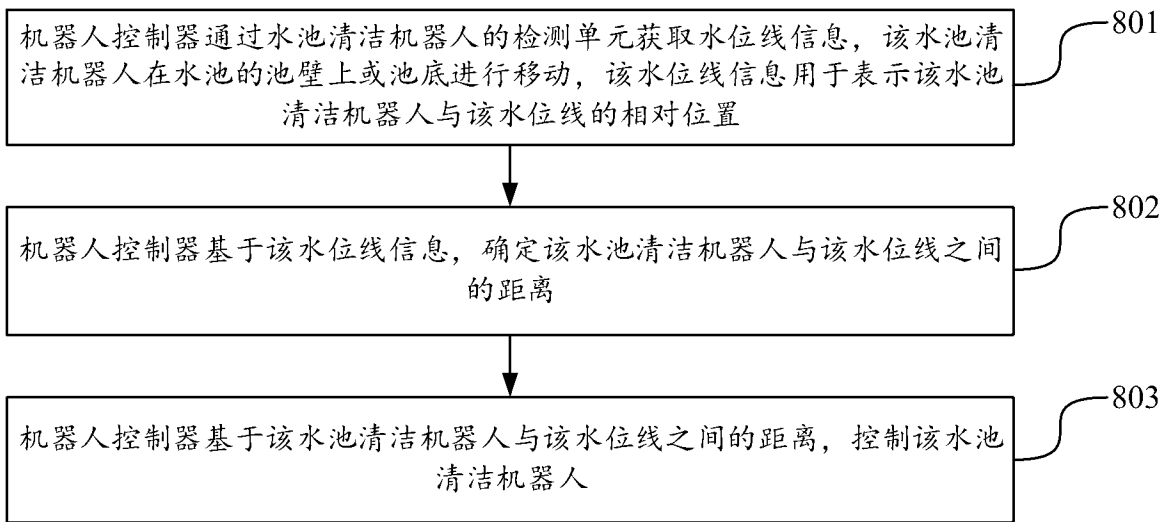 机器人控制器通过水池清洁机器人的检测单元获取水位线信息，该水池清
洁机器人在水池的池壁上或池底进行移动，该水位线信息用于表示该水池
清洁机器人与该水位线的相对位置
801
机器人控制器基于该水位线信息，确定该水池清洁机器人与该水位线之间
的距离
802
机器人控制器基于该水池清洁机器人与该水位线之间的距离，控制该水池
清洁机器人
803